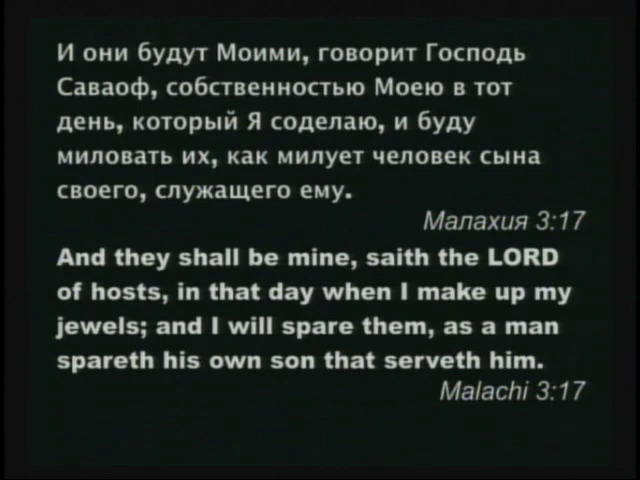 И они будут Моими, говорит Господь
Саваоф, собственностью Моею в тот
день, который Я соделаю, и буду
миловать их, как милует человек сына
своего, служащего ему.
Малахия 3:17
And they shall be mine, saith the LORD
of hosts, in that day when I make up my
jewels; and I will spare them, as a man
spareth his own son that serveth him.
Malachi 3:17